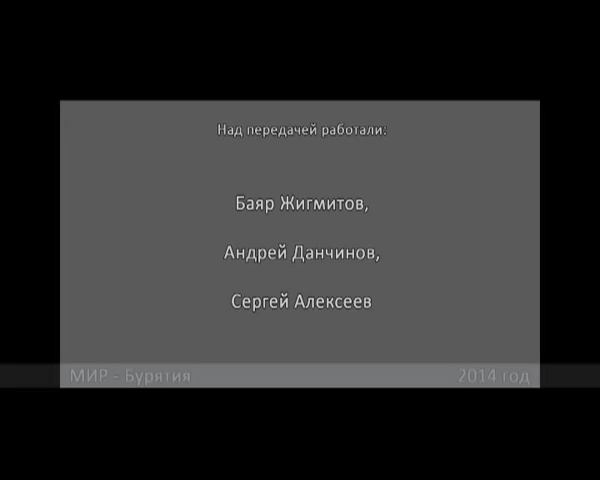 Над передачей работали:
Баяр Жигмитов,
Андрей Данчинов,
Сергей Алексеев
МИР - Бурятия 2014 год